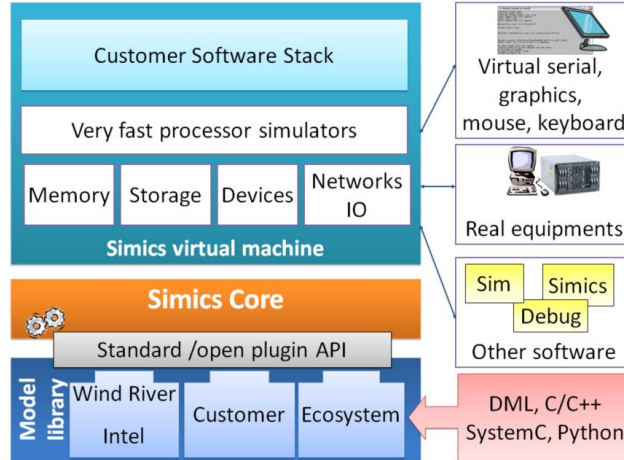 Customer Software Stack
Very fast processor simulators
Memory
Storage
Devices
Networks
IO
Simics virtual machine
Virtual serial,
graphics,
mouse, keyboard
Real equipments
Sim
Simics
Debug
Other software
Simics Core
Standard /open plugin API
Model
library
Wind River
Intel
Customer
Ecosystem
DML, C/C++
SystemC, Python